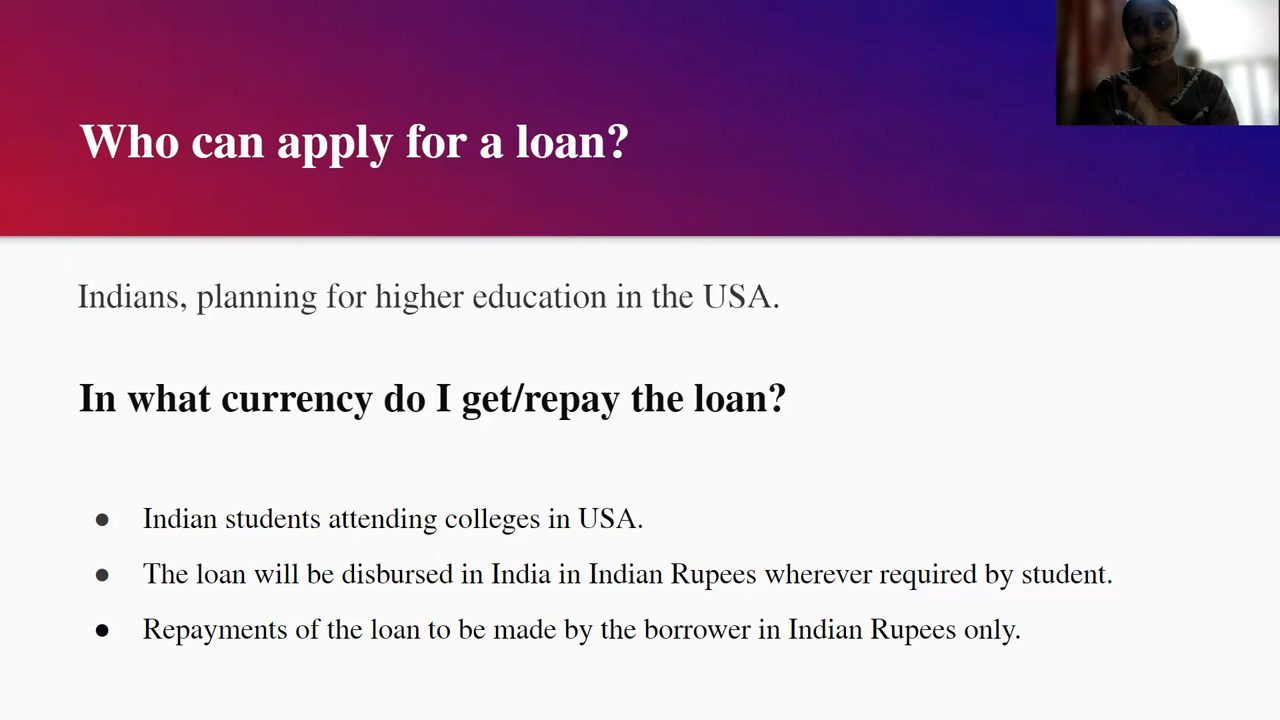 Who can apply for a loan?
Indians, planning for higher education in the USA.
In what currency do I get/repay the loan?
● Indian students attending colleges in USA.
● The loan will be disbursed in India in Indian Rupees wherever required by student.
● Repayments of the loan to be made by the borrower in Indian Rupees only.